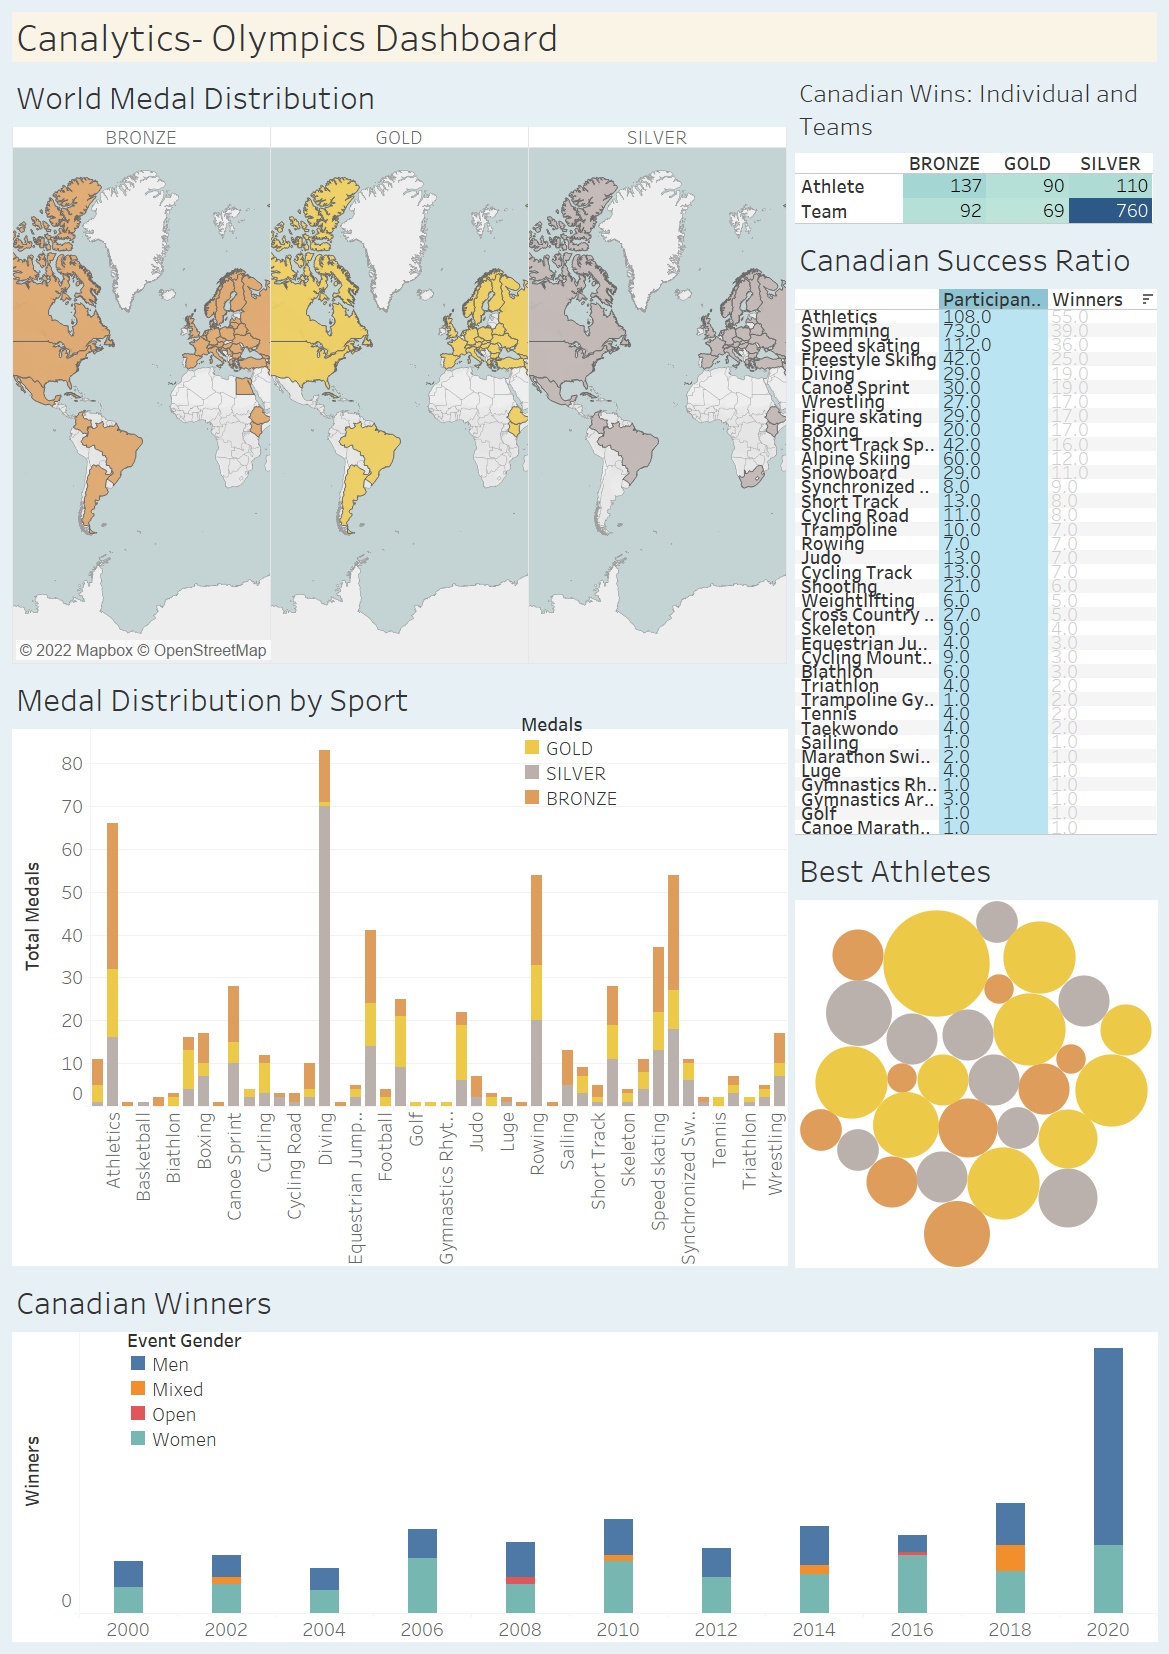 Canalytics- Olympics Dashboard
World Medal Distribution
BRONZE GOLD SILVER
© 2022 Mapbox © OpenStreetMap
Canadian Wins: Individual and
Teams
BRONZE GOLD SILVER
Athlete 137 90 110
Team 92 69 760
Canadian Success Ratio
Participan.. Winners
Athletics 108.0 55.0
Swimming 73.0 39.0
Speed skating 112.0 36.0
Freestyle Skiing 42.0 25.0
Diving 29.0 19.0
Canoe Sprint 30.0 19.0
Wrestling 27.0 17.0
Figure skating 29.0 17.0
Boxing 20.0 17.0
Short Track Sp.. 42.0 16.0
Alpine Skiing 60.0 12.0
Snowboard 29.0 11.0
Synchronized .. 8.0 9.0
Short Track 13.0 8.0
Cycling Road 11.0 8.0
Trampoline 10.0 7.0
Rowing 7.0 7.0
Judo 13.0 7.0
Cycling Track 13.0 7.0
Shooting 21.0 6.0
Weightlifting 6.0 5.0
Cross Country .. 27.0 5.0
Skeleton 9.0 4.0
Equestrian Ju.. 4.0 3.0
Cycling Mount.. 9.0 3.0
Biathlon 6.0 3.0
Triathlon 4.0 2.0
Trampoline Gy.. 1.0 2.0
Tennis 4.0 2.0
Taekwondo 4.0 2.0
Sailing 1.0 1.0
Marathon Swi.. 2.0 1.0
Luge 4.0 1.0
Gymnastics Rh.. 1.0 1.0
Gymnastics Ar.. 3.0 1.0
Golf 1.0 1.0
Canoe Marath.. 1.0 1.0
Medal Distribution by Sport
Medals
GOLD
SILVER
BRONZE
Total Medals
80
70
60
50
40
30
20
10
0
Athletics
Basketball
Biathlon
Boxing
Canoe Sprint
Curling
Cycling Road
Diving
Equestrian Jump..
Football
Golf
Gymnastics Rhyt..
Judo
Luge
Rowing
Sailing
Short Track
Skeleton
Speed skating
Synchronized Sw..
Tennis
Triathlon
Wrestling
Best Athletes
Canadian Winners
Event Gender
Men
Mixed
Open
Women
Winners
0
2000 2002 2004 2006 2008 2010 2012 2014 2016 2018 2020